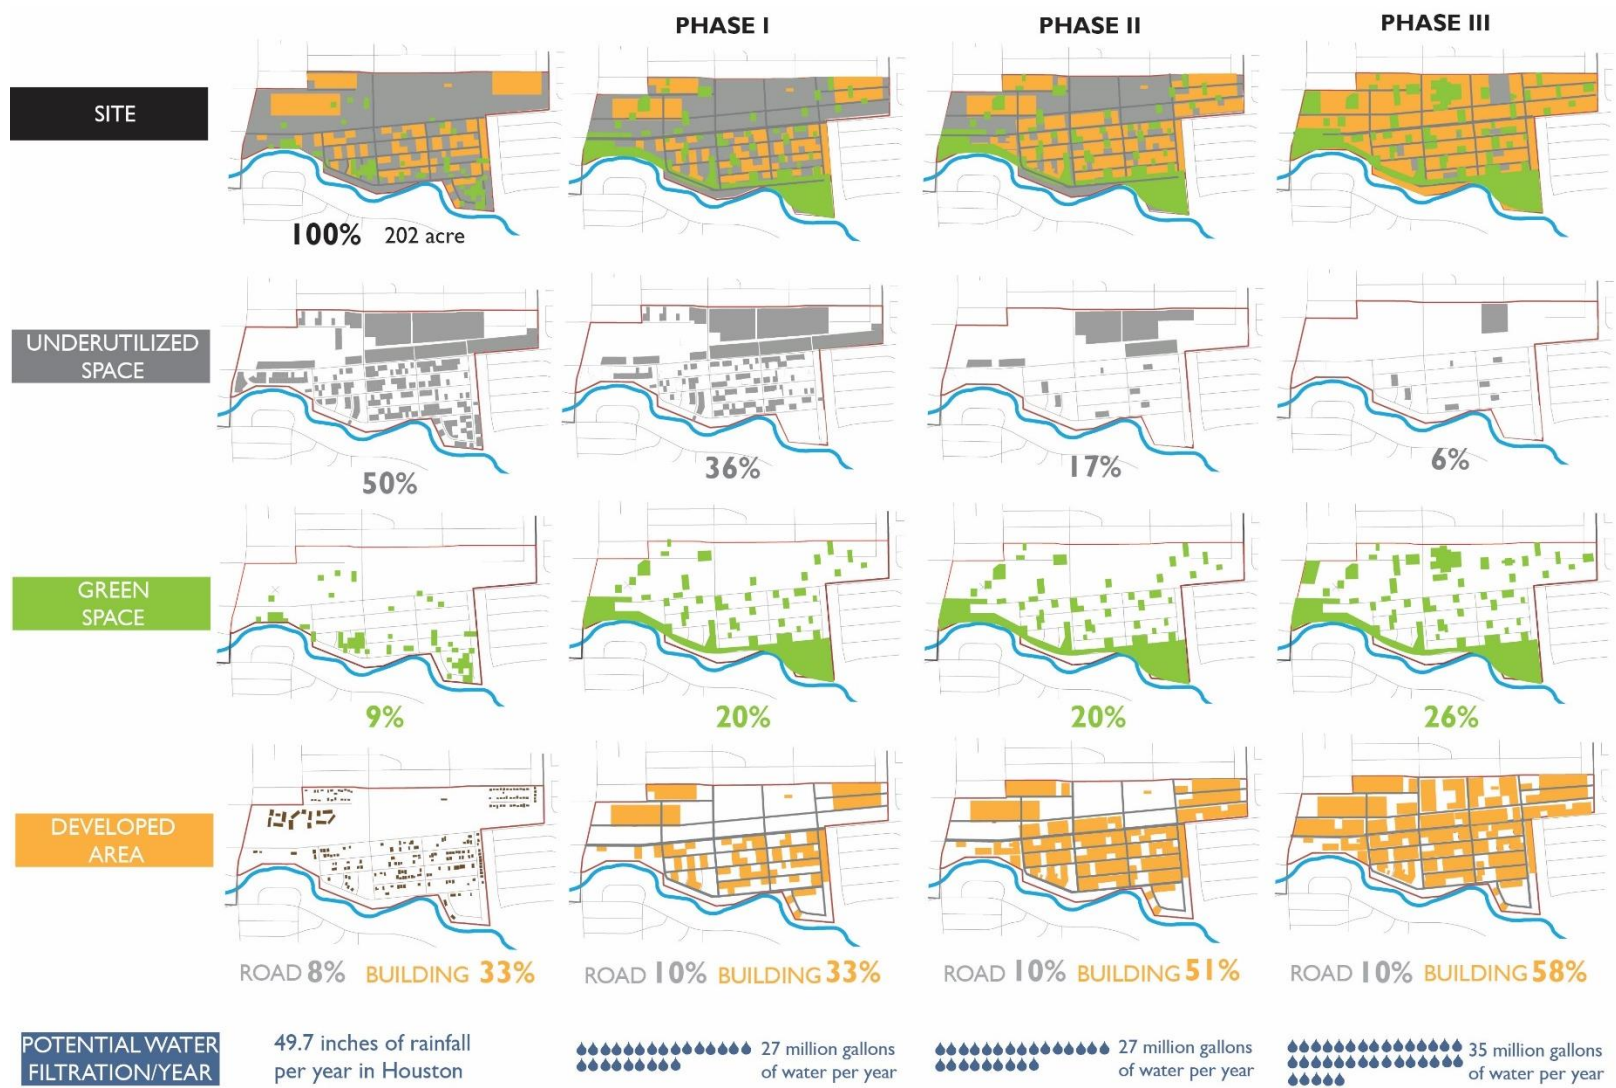 PHASE I
PHASE II
PHASE III
SITE
100% 202 acre
UNDERUTILIZED
SPACE
50%
36%
17%
6%
GREEN
SPACE
9%
20%
20%
26%
DEVELOPED
AREA
ROAD 8% BUILDING 33%
ROAD 10% BUILDING 33%
ROAD 10% BUILDING 51%
ROAD 10% BUILDING 58%
POTENTIAL WATER
FILTRATION/YEAR
49.7 inches of rainfall
per year in Houston
27 million gallons
of water per year
27 million gallons
of water per year
35 million gallons
of water per year